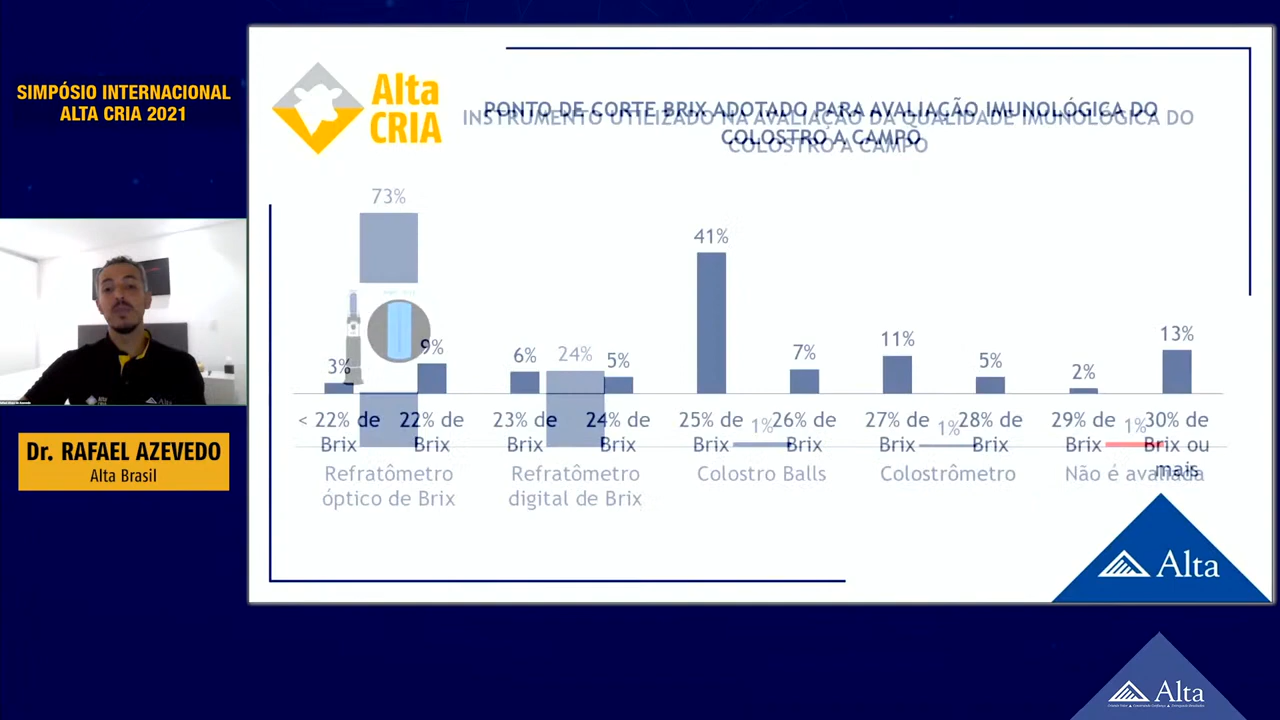 SIMPÓSIO INTERNACIONAL
ALTA CRIA 2021
Dr. RAFAEL AZEVEDO
Alta Brasil
Alta
CRIA
PONTO DE CORTE BRIX ADOTADO PARA AVALIAÇÃO IMUNOLÓGICA DO
COLOSTRO A CAMPO
INSTRUMENTO UTILIZADO NA AVALIAÇÃO DA QUALIDADE IMUNOLÓGICA DO
COLOSTRO A CAMPO
3%
9%
6%
5%
41%
7%
11%
5%
2%
13%
< 22% de
Brix
22% de
Brix
23% de
Brix
24% de
Brix
25% de
Brix
26% de
Brix
27% de
Brix
28% de
Brix
29% de
Brix
30% de
Brix ou
mais
73%
24%
1%
1%
1%
Refratômetro
óptico de Brix
Refratômetro
digital de Brix
Colostro Balls
Colostrômetro
Não é avaliada
Alta
Alta